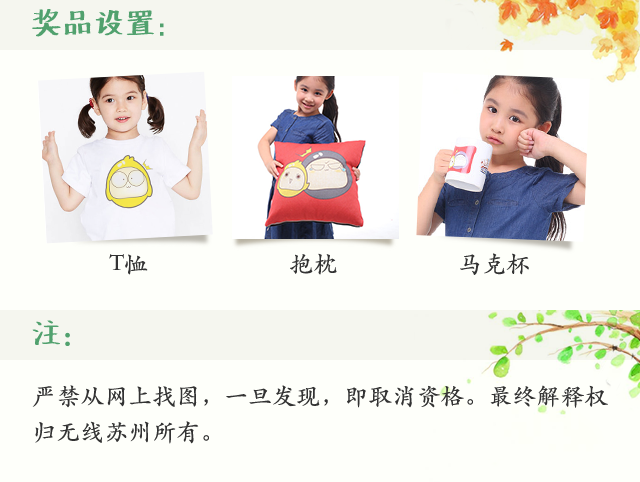 奖品设置：
T恤
抱枕
马克杯
注：
严禁从网上找图，一旦发现，即取消资格。最终解释权
归无线苏州所有。